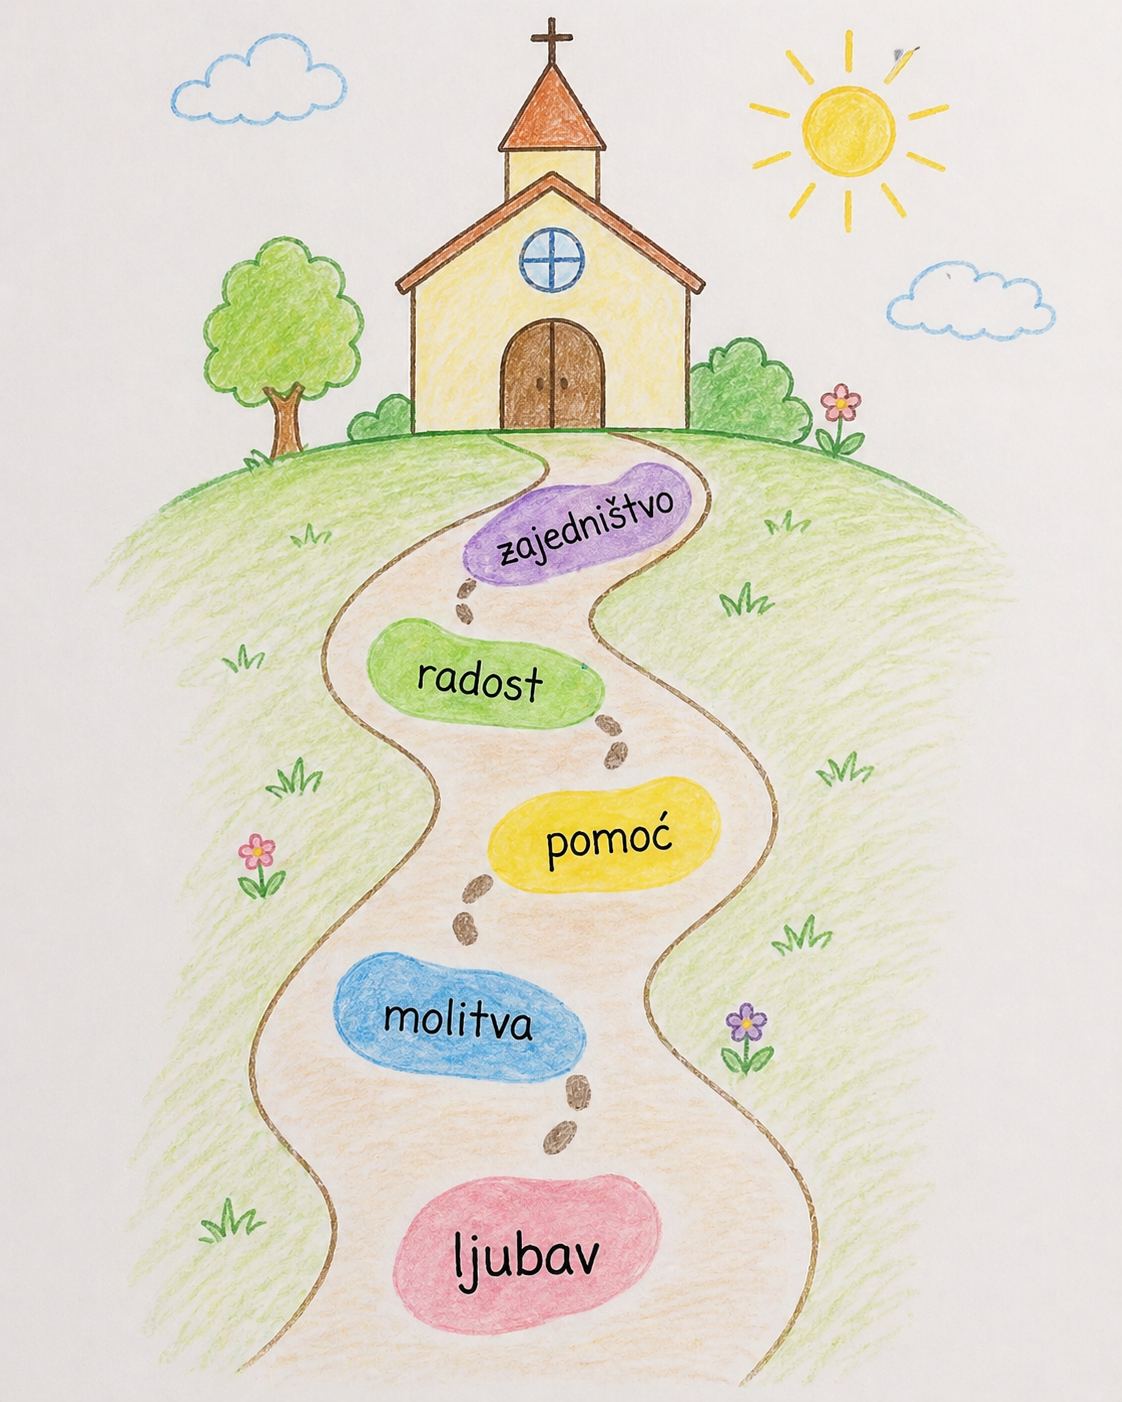 zajedništvo
radost
pomoć
molitva
ljubav